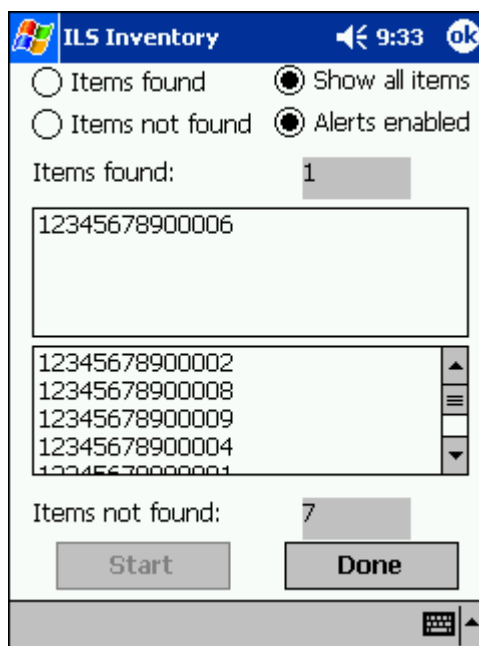 ILS Inventory 9:33 ok
Items found Show all items
Items not found Alerts enabled
Items found: 1
12345678900006
12345678900002
12345678900008
12345678900009
12345678900004
12345678900001
Items not found: 7
Start Done